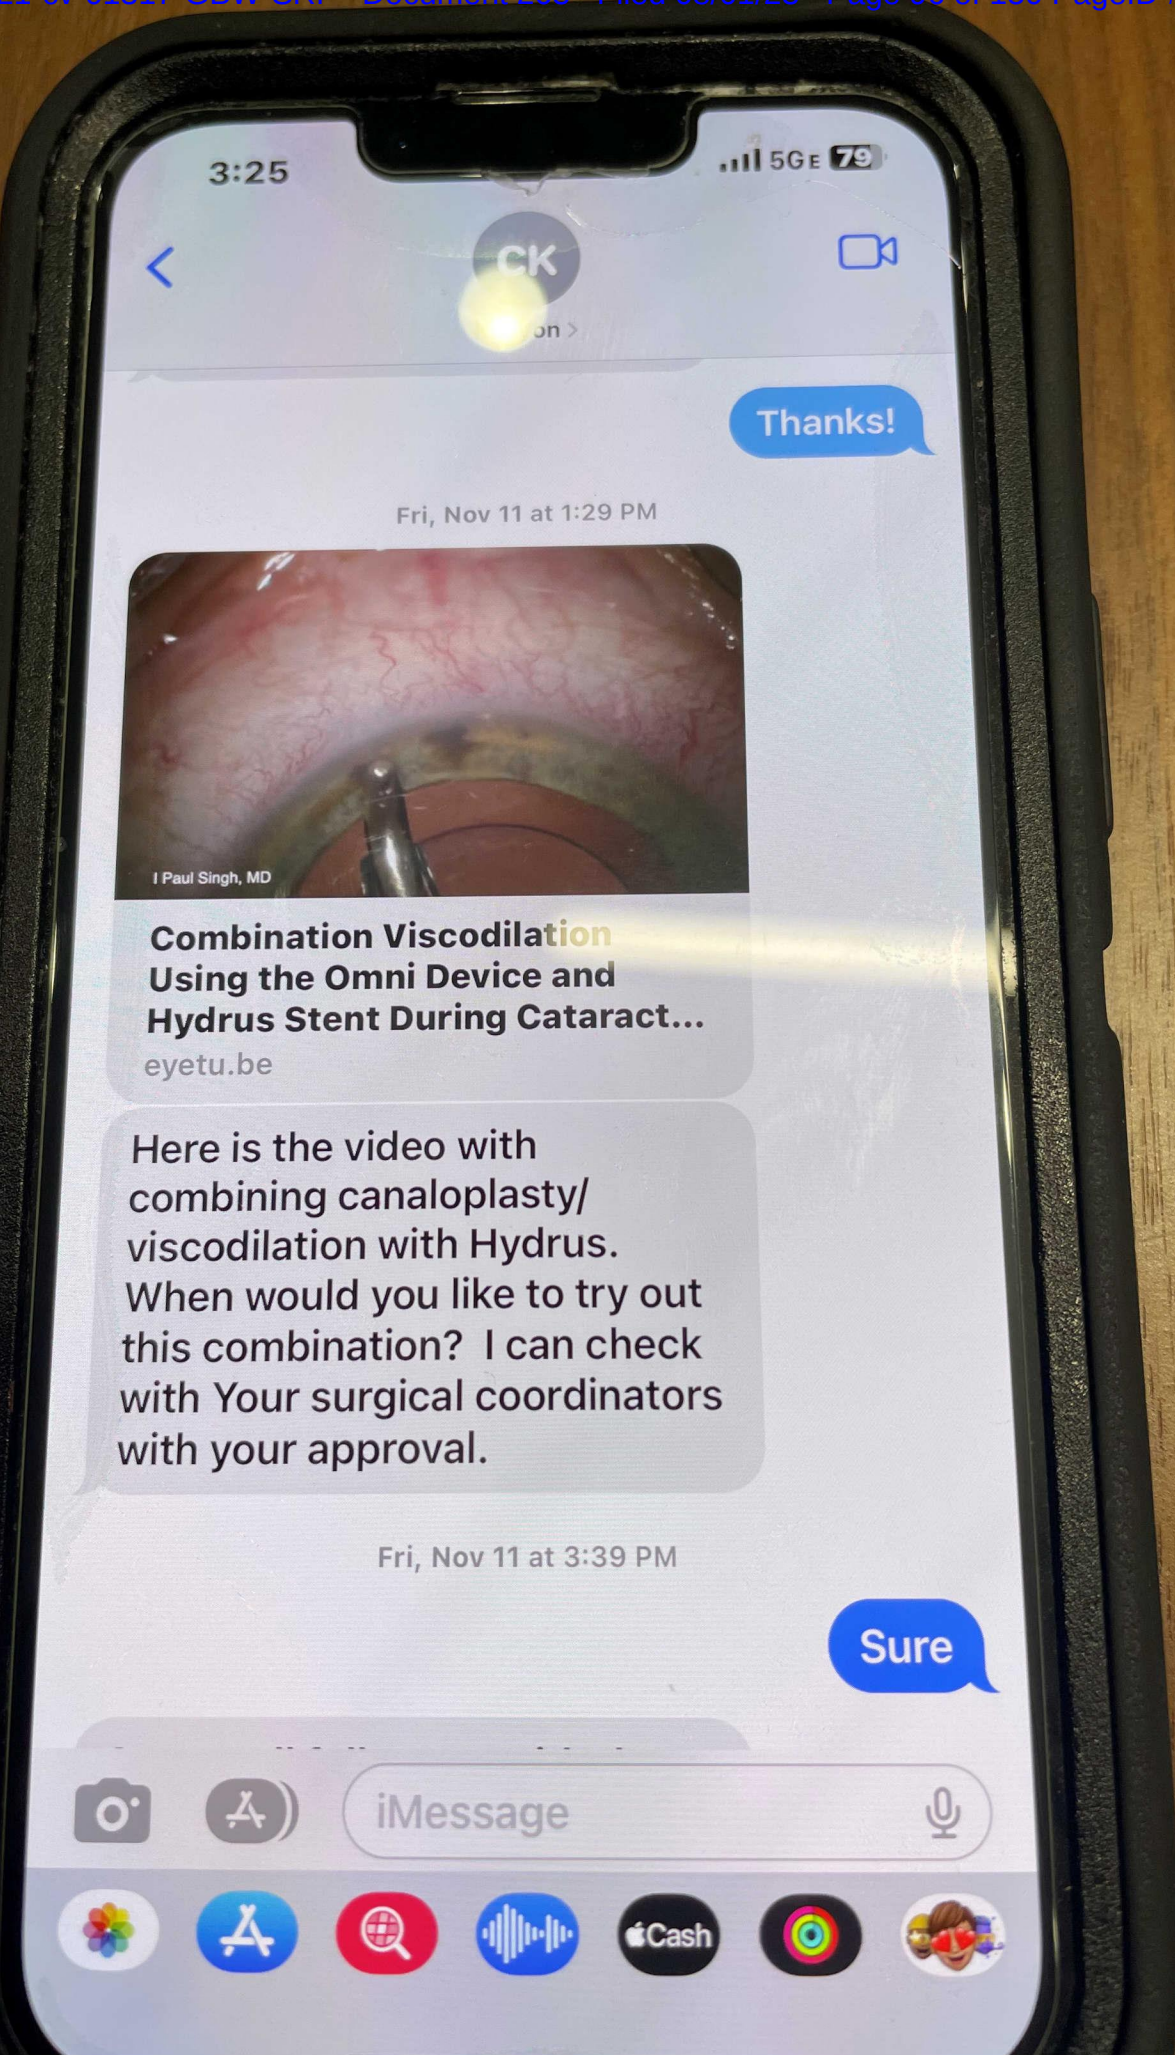 Filed
3:25
5GE 79
CK
on >
Thanks!
Fri, Nov 11 at 1:29 PM
I Paul Singh, MD
Combination Viscodilation
Using the Omni Device and
Hydrus Stent During Cataract...
eyetu.be
Here is the video with
combining canaloplasty/
viscodilation with Hydrus.
When would you like to try out
this combination?  I can check
with Your surgical coordinators
with your approval.
Fri, Nov 11 at 3:39 PM
Sure
iMessage
Cash